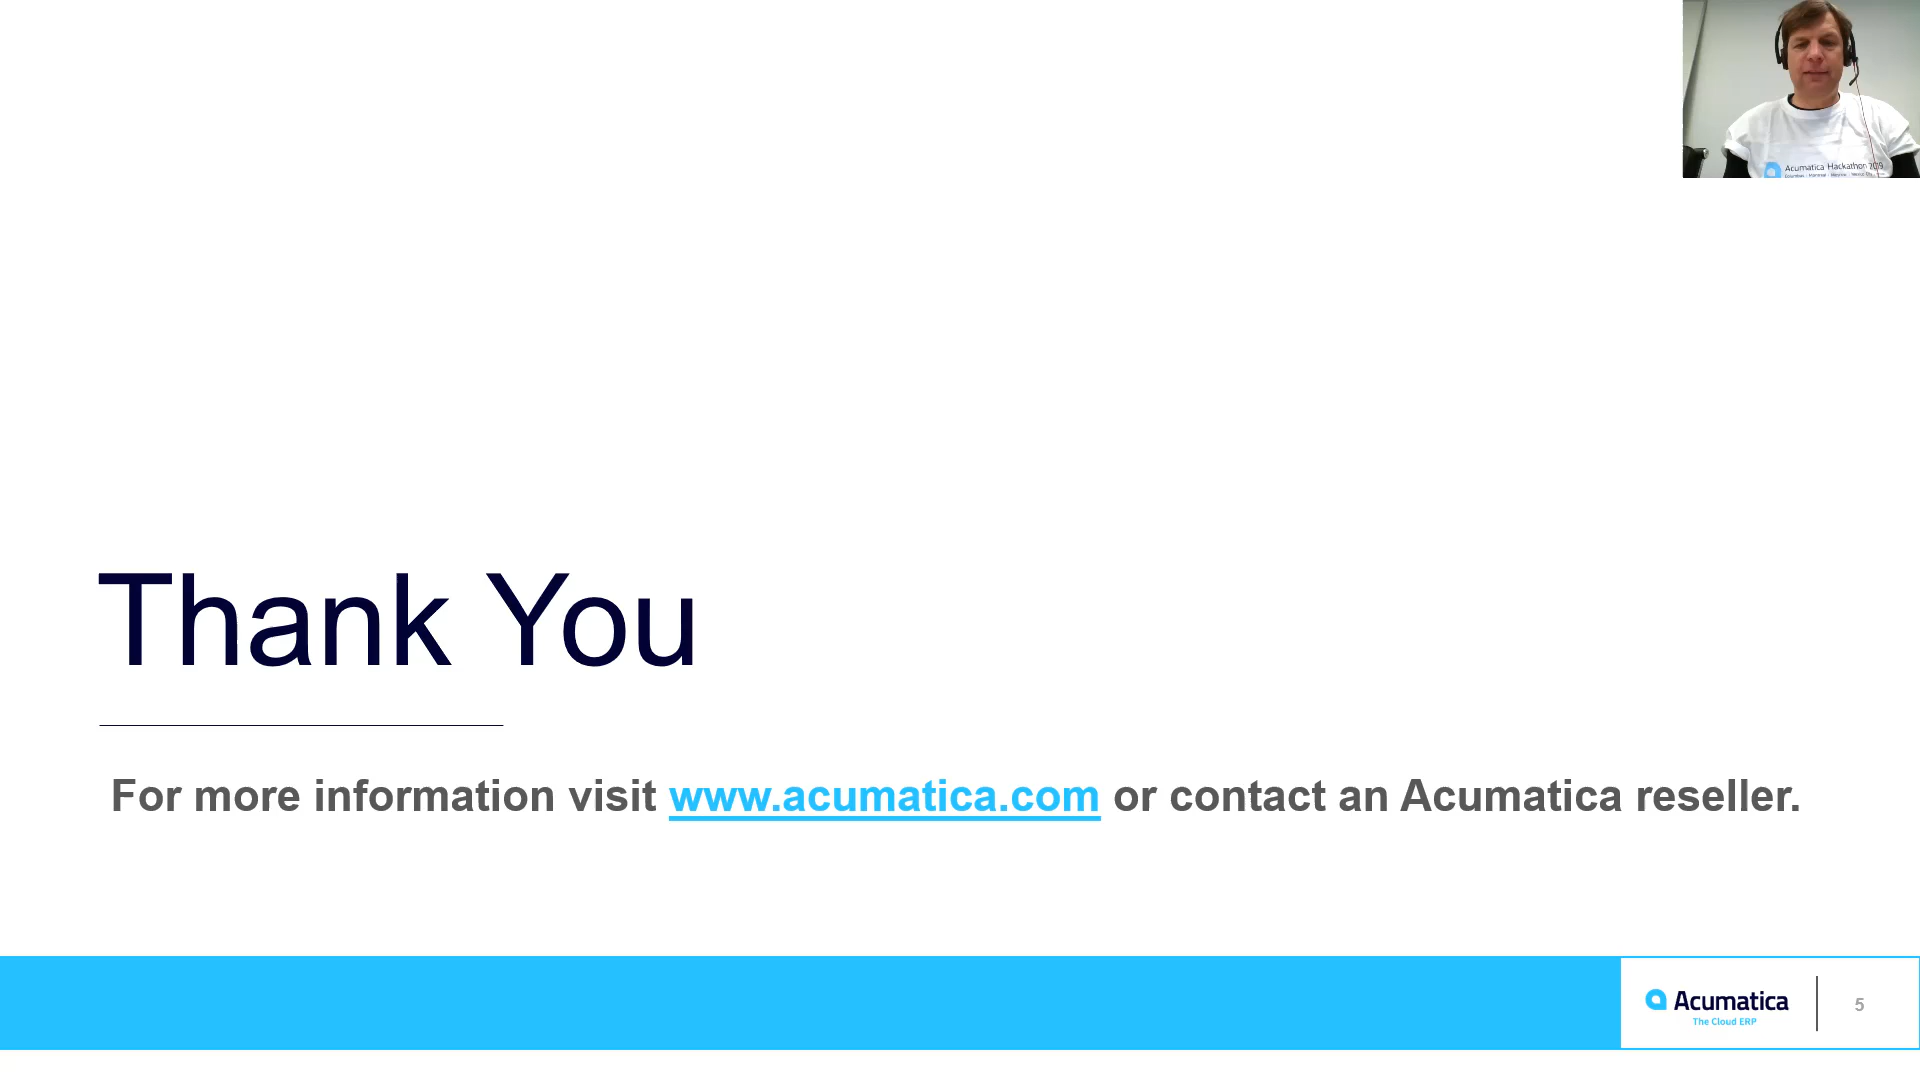 Acumatica Hackathon 2019
Thank You
For more information visit www.acumatica.com or contact an Acumatica reseller.
Acumatica
The Cloud ERP
5